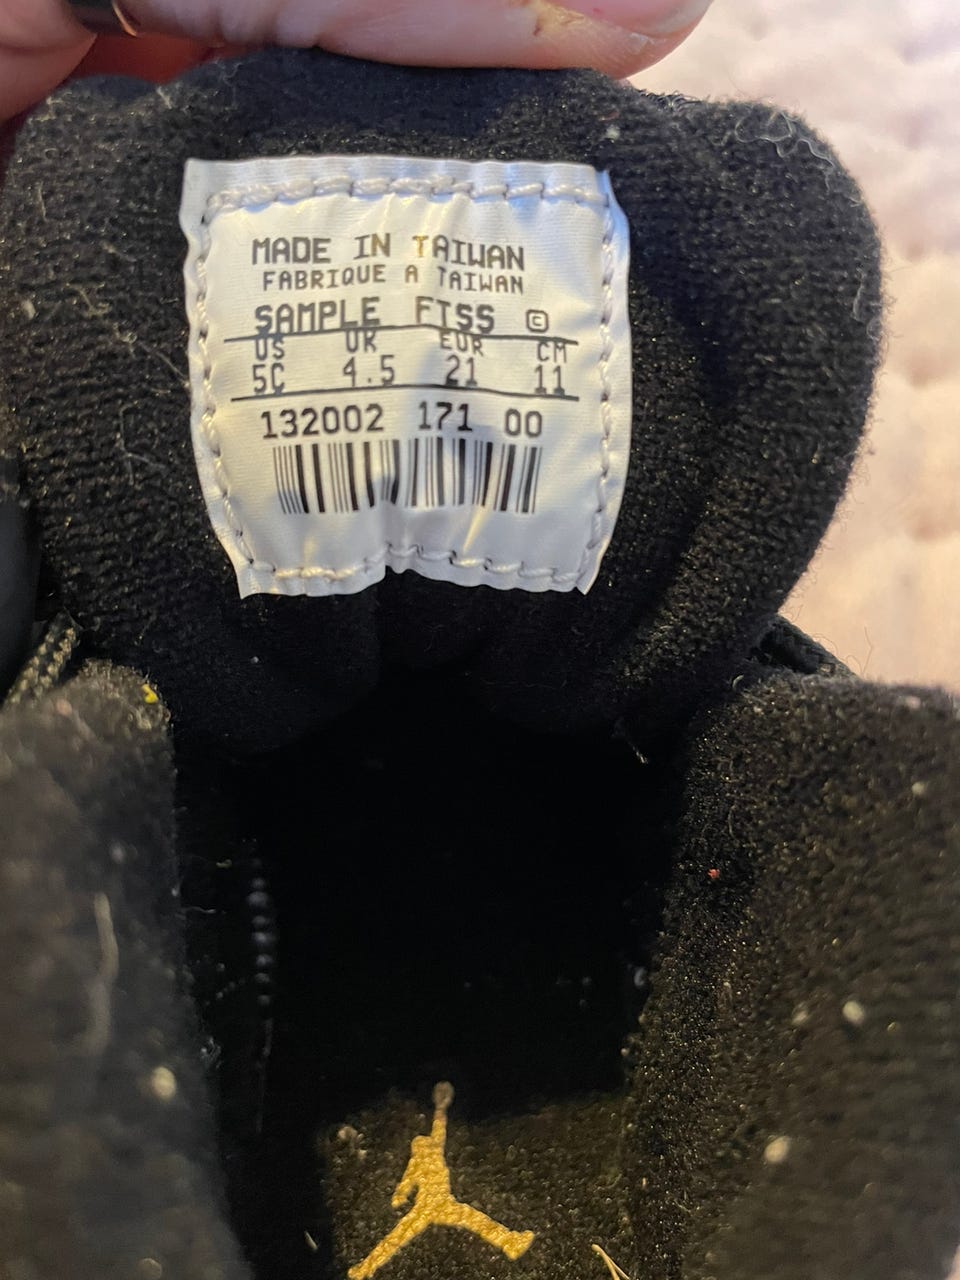 MADE IN TAIWAN
FABRIQUE A TAIWAN
SAMPLE FTSS ©
US UK EUR CM
5C 4.5 21 11
132002 171 00